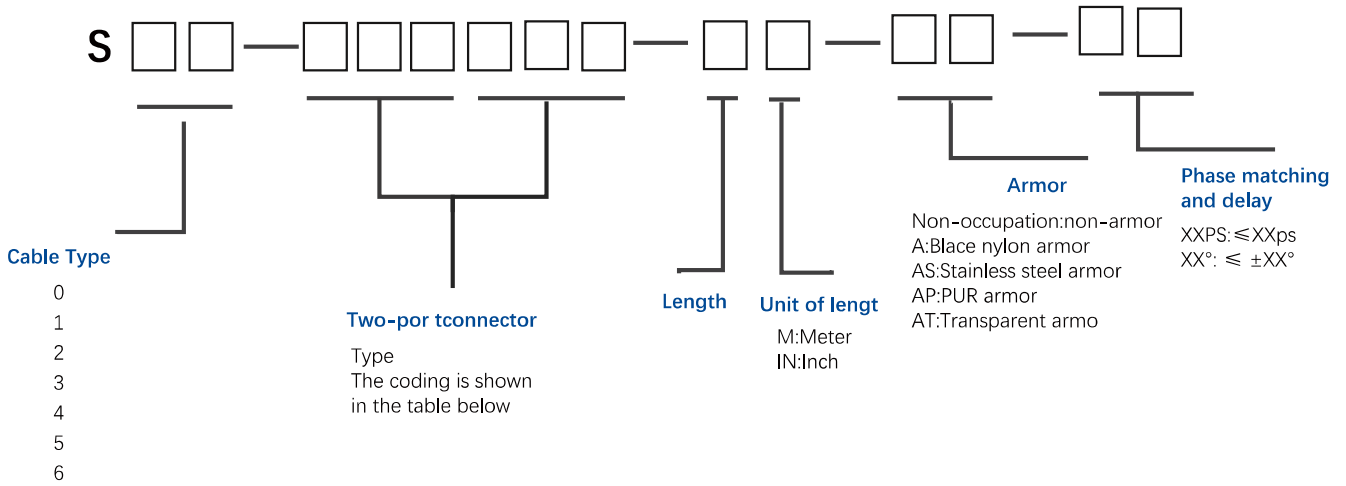 S
Cable Type
0
1
2
3
4
5
6
Two-por tconnector
Type
The coding is shown
in the table below
Length
Unit of lengt
M:Meter
IN:Inch
Armor
Non-occupation:non-armor
A:Blace nylon armor
AS:Stainless steel armor
AP:PUR armor
AT:Transparent armo
Phase matching
and delay
XXPS:≤XXps
XX°: ≤ ±XX°